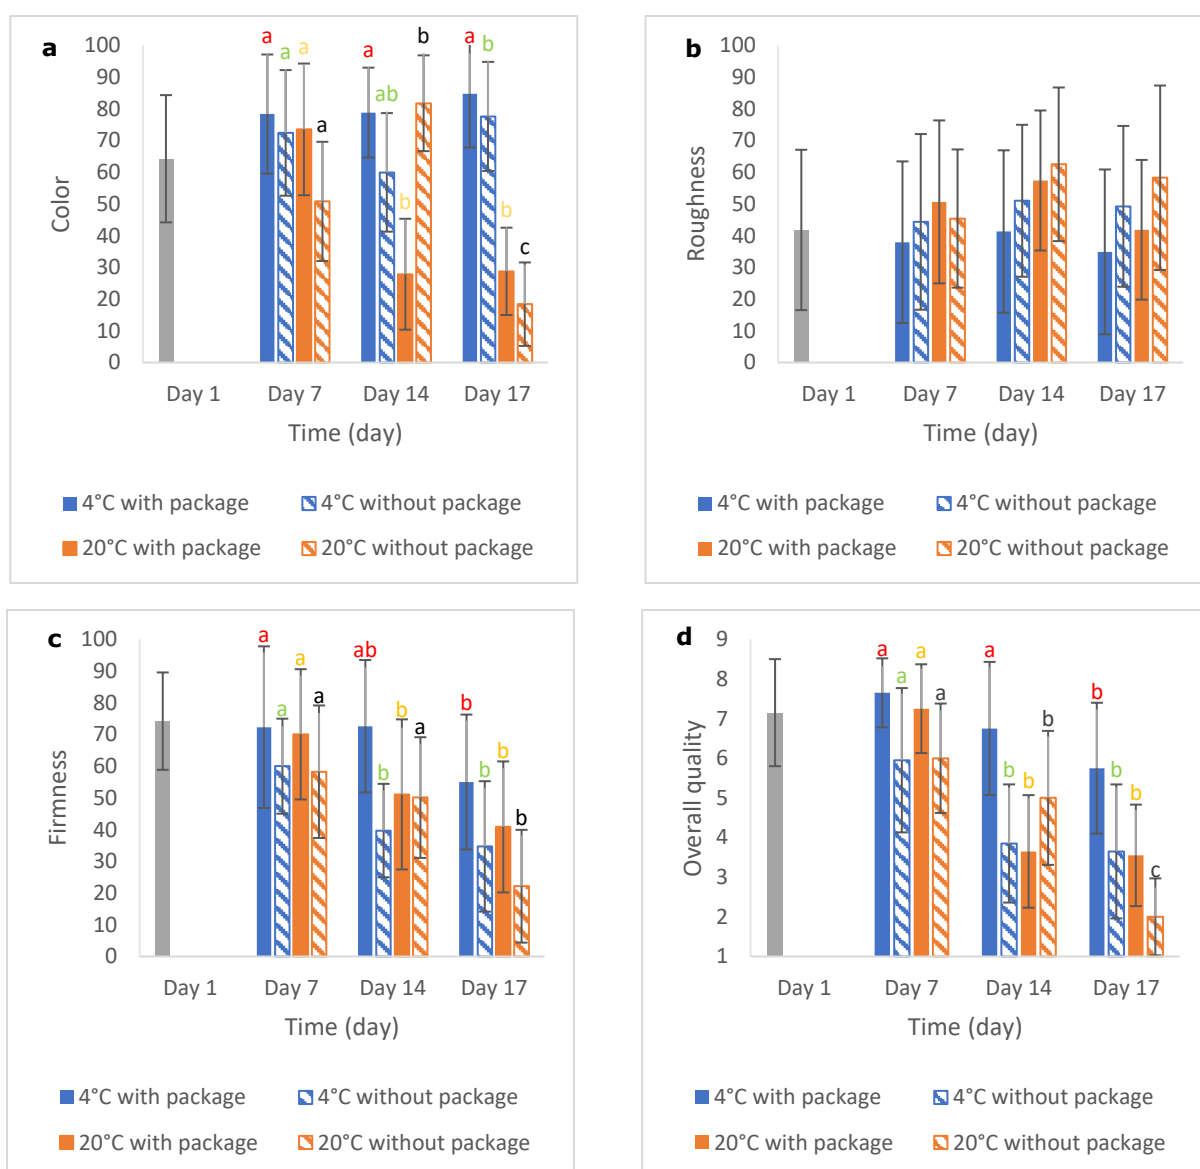 a
100
90
80
70
60
50
40
30
20
10
0
Color
a a a a
a ab b b
a b b c
Day 1 Day 7 Day 14 Day 17
Time (day)
4°C with package 4°C without package
20°C with package 20°C without package
b
100
90
80
70
60
50
40
30
20
10
0
Roughness
Day 1 Day 7 Day 14 Day 17
Time (day)
4°C with package 4°C without package
20°C with package 20°C without package
c
100
90
80
70
60
50
40
30
20
10
0
Firmness
a a a a
ab b b a
b b b b
Day 1 Day 7 Day 14 Day 17
Time (day)
4°C with package 4°C without package
20°C with package 20°C without package
d
9
8
7
6
5
4
3
2
1
Overall quality
a a a a
a b b b
b b b c
Day 1 Day 7 Day 14 Day 17
Time (day)
4°C with package 4°C without package
20°C with package 20°C without package